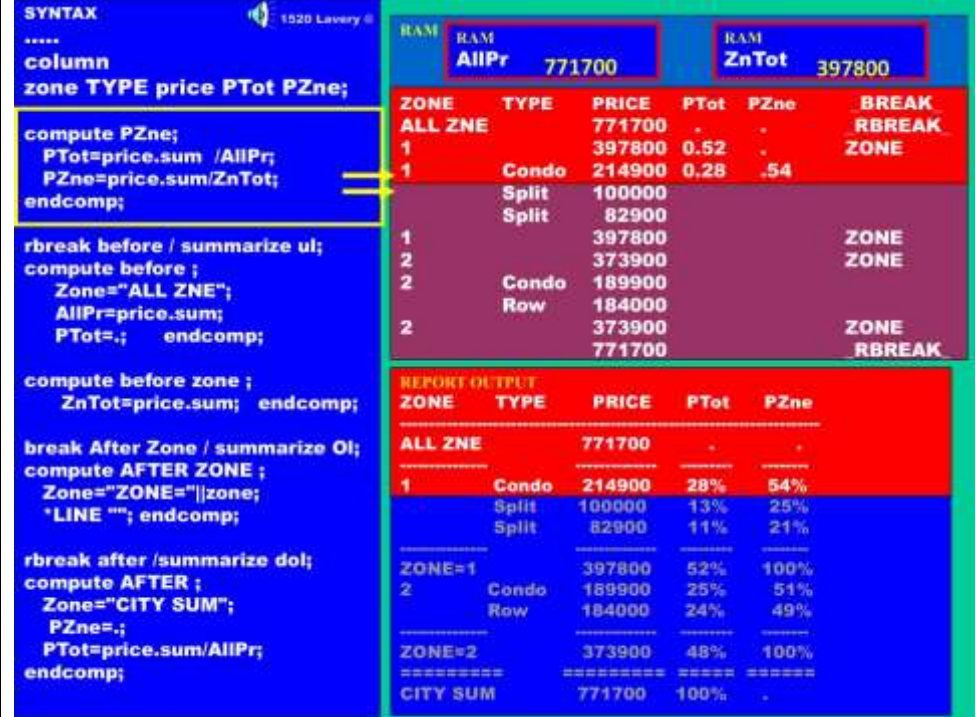 SYNTAX
1520 Lavery ©
.....
column
zone TYPE price PTot PZne;
compute PZne;
PTot=price.sum /AllPr;
PZne=price.sum/ZnTot;
endcomp;
rbreak before / summarize ul;
compute before ;
Zone="ALL ZNE";
AllPr=price.sum;
PTot=.; endcomp;
compute before zone ;
ZnTot=price.sum; endcomp;
break After Zone / summarize Ol;
compute AFTER ZONE ;
Zone="ZONE="||zone;
*LINE ""; endcomp;
rbreak after /summarize dol;
compute AFTER ;
Zone="CITY SUM";
PZne=.;
PTot=price.sum/AllPr;
endcomp;
RAM
RAM
AllPr 771700
RAM
ZnTot 397800
ZONE TYPE PRICE PTot PZne _BREAK_
ALL ZNE 771700 . . _RBREAK_
1 397800 0.52 . ZONE
1 Condo 214900 0.28 .54
Split 100000
Split 82900
1 397800 ZONE
2 373900 ZONE
2 Condo 189900
Row 184000
2 373900 ZONE
771700 _RBREAK_
REPORT OUTPUT
ZONE TYPE PRICE PTot PZne
ALL ZNE 771700 . .
1 Condo 214900 28% 54%
Split 100000 13% 25%
Split 82900 11% 21%
ZONE=1 397800 52% 100%
2 Condo 189900 25% 51%
Row 184000 24% 49%
ZONE=2 373900 48% 100%
========= ========= ===== ======
CITY SUM 771700 100% .